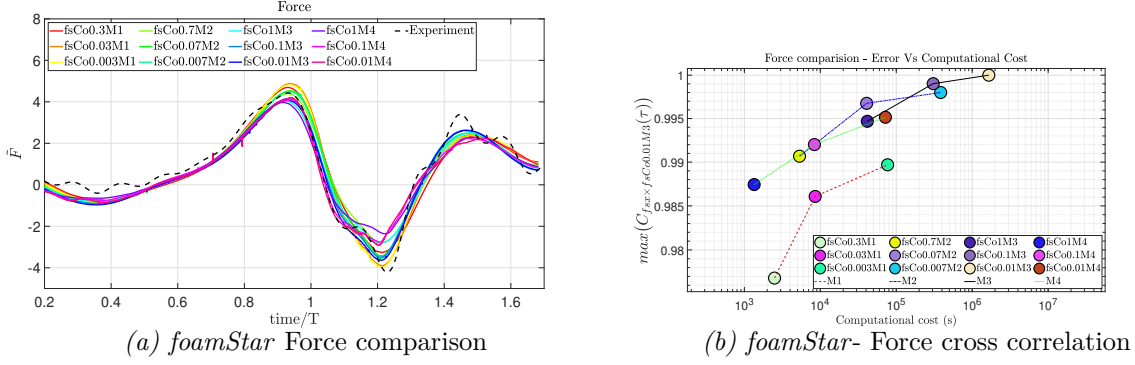 Force
8
6
4
2
0
-2
-4
F̄
fsCo0.3M1 fsCo0.7M2 fsCo1M3 fsCo1M4 Experiment
fsCo0.03M1 fsCo0.07M2 fsCo0.1M3 fsCo0.1M4
fsCo0.003M1 fsCo0.007M2 fsCo0.01M3 fsCo0.01M4
0.2 0.4 0.6 0.8 1 1.2 1.4 1.6
time/T
(a) foamStar Force comparison
Force comparision - Error Vs Computational Cost
1
0.995
0.99
0.985
0.98
max(C_{fsx×fsCo0.01M3}(τ))
fsCo0.3M1 fsCo0.7M2 fsCo1M3 fsCo1M4
fsCo0.03M1 fsCo0.07M2 fsCo0.1M3 fsCo0.1M4
fsCo0.003M1 fsCo0.007M2 fsCo0.01M3 fsCo0.01M4
M1 M2 M3 M4
10³ 10⁴ 10⁵ 10⁶ 10⁷
Computational cost (s)
(b) foamStar- Force cross correlation